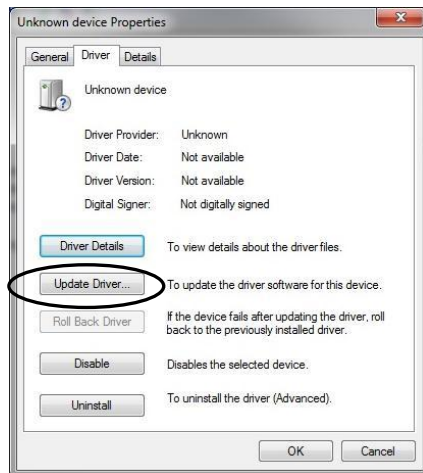 Unknown device Properties
General Driver Details
Unknown device
Driver Provider: Unknown
Driver Date: Not available
Driver Version: Not available
Digital Signer: Not digitally signed
Driver Details To view details about the driver files.
Update Driver... To update the driver software for this device.
Roll Back Driver If the device fails after updating the driver, roll
back to the previously installed driver.
Disable Disables the selected device.
Uninstall To uninstall the driver (Advanced).
OK Cancel